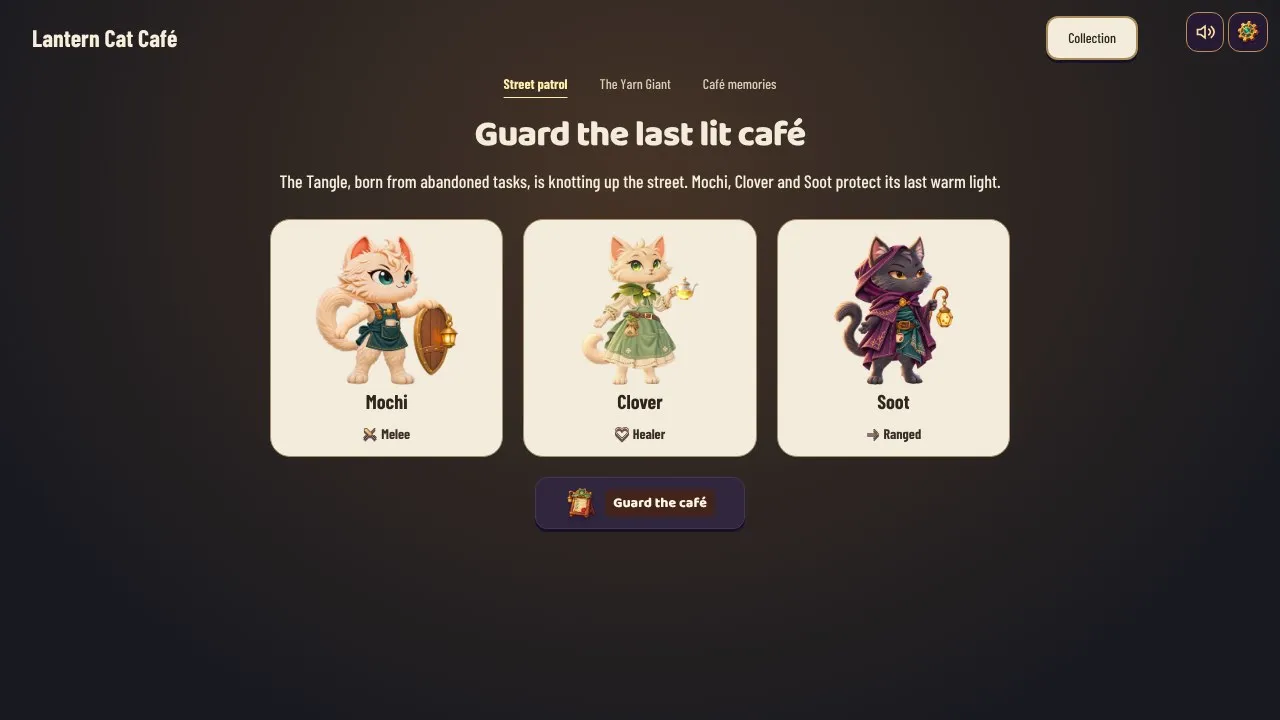 Lantern Cat Café
Collection
Street patrol
The Yarn Giant
Café memories
Guard the last lit café
The Tangle, born from abandoned tasks, is knotting up the street. Mochi, Clover and Soot protect its last warm light.
Mochi
Melee
Clover
Healer
Soot
Ranged
Guard the café